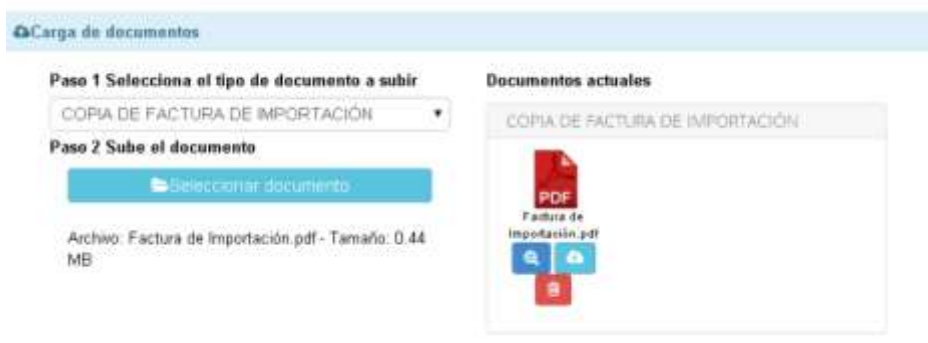 Carga de documentos
Paso 1 Selecciona el tipo de documento a subir
COPIA DE FACTURA DE IMPORTACIÓN
Paso 2 Sube el documento
Seleccionar documento
Archivo: Factura de Importación.pdf - Tamaño: 0.44
MB
Documentos actuales
COPIA DE FACTURA DE IMPORTACIÓN
PDF
Factura de
Importación.pdf